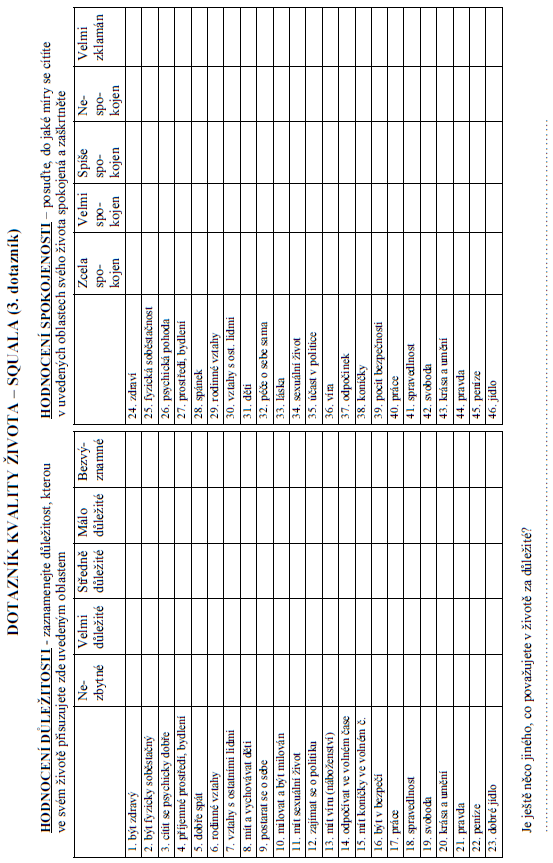 DOTAZNÍK KVALITY ŽIVOTA – SQUALA (3. dotazník)
HODNOCENÍ DŮLEŽITOSTI - zaznamenejte důležitost, kterou
ve svém životě přisuzujete zde uvedeným oblastem
Ne-
zbytné
Velmi
důležité
Středně
důležité
Málo
důležité
Bezvý-
znamné
1. být zdravý
2. být fyzicky soběstačný
3. cítit se psychicky dobře
4. příjemné prostředí, bydlení
5. dobře spát
6. rodinné vztahy
7. vztahy s ostatními lidmi
8. mít a vychovávat děti
9. postarat se o sebe
10. milovat a být milován
11. mít sexuální život
12. zajímat se o politiku
13. mít víru (náboženství)
14. odpočívat ve volném čase
15. mít koníčky ve volném č.
16. být v bezpečí
17. práce
18. spravedlnost
19. svoboda
20. krása a umění
21. pravda
22. peníze
23. dobré jídlo
HODNOCENÍ SPOKOJENOSTI – posuďte, do jaké míry se cítíte
v uvedených oblastech svého života spokojená a zaškrtněte
Zcela
spo-
kojen
Velmi
spo-
kojen
Spíše
spo-
kojen
Ne-
spo-
kojen
Velmi
zklamán
24. zdraví
25. fyzická soběstačnost
26. psychická pohoda
27. prostředí, bydlení
28. spánek
29. rodinné vztahy
30. vztahy s ost. lidmi
31. děti
32. péče o sebe sama
33. láska
34. sexuální život
35. účast v politice
36. víra
37. odpočinek
38. koníčky
39. pocit bezpečnosti
40. práce
41. spravedlnost
42. svoboda
43. krása a umění
44. pravda
45. peníze
46. jídlo
Je ještě něco jiného, co považujete v životě za důležité?